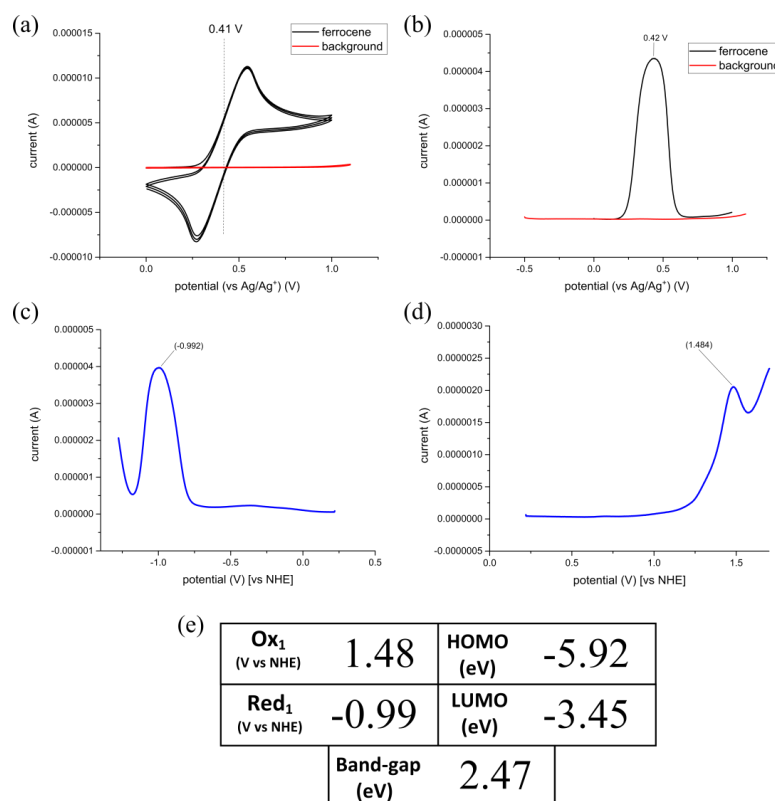 (a)
0.41 V
ferrocene
background
0.000015
0.000010
0.000005
0.000000
-0.000005
-0.000010
current (A)
0.0 0.5 1.0
potential (vs Ag/Ag⁺) (V)
(b)
0.42 V
ferrocene
background
0.000005
0.000004
0.000003
0.000002
0.000001
0.000000
-0.000001
current (A)
-0.5 0.0 0.5 1.0
potential (vs Ag/Ag⁺) (V)
(c)
(-0.992)
0.000005
0.000004
0.000003
0.000002
0.000001
0.000000
-0.000001
current (A)
-1.0 -0.5 0.0 0.5
potential (V) [vs NHE]
(d)
(1.484)
0.0000030
0.0000025
0.0000020
0.0000015
0.0000010
0.0000005
0.0000000
-0.0000005
current (A)
0.0 0.5 1.0 1.5
potential (V) [vs NHE]
(e)
Ox₁
(V vs NHE)
1.48
HOMO
(eV)
-5.92
Red₁
(V vs NHE)
-0.99
LUMO
(eV)
-3.45
Band-gap
(eV)
2.47